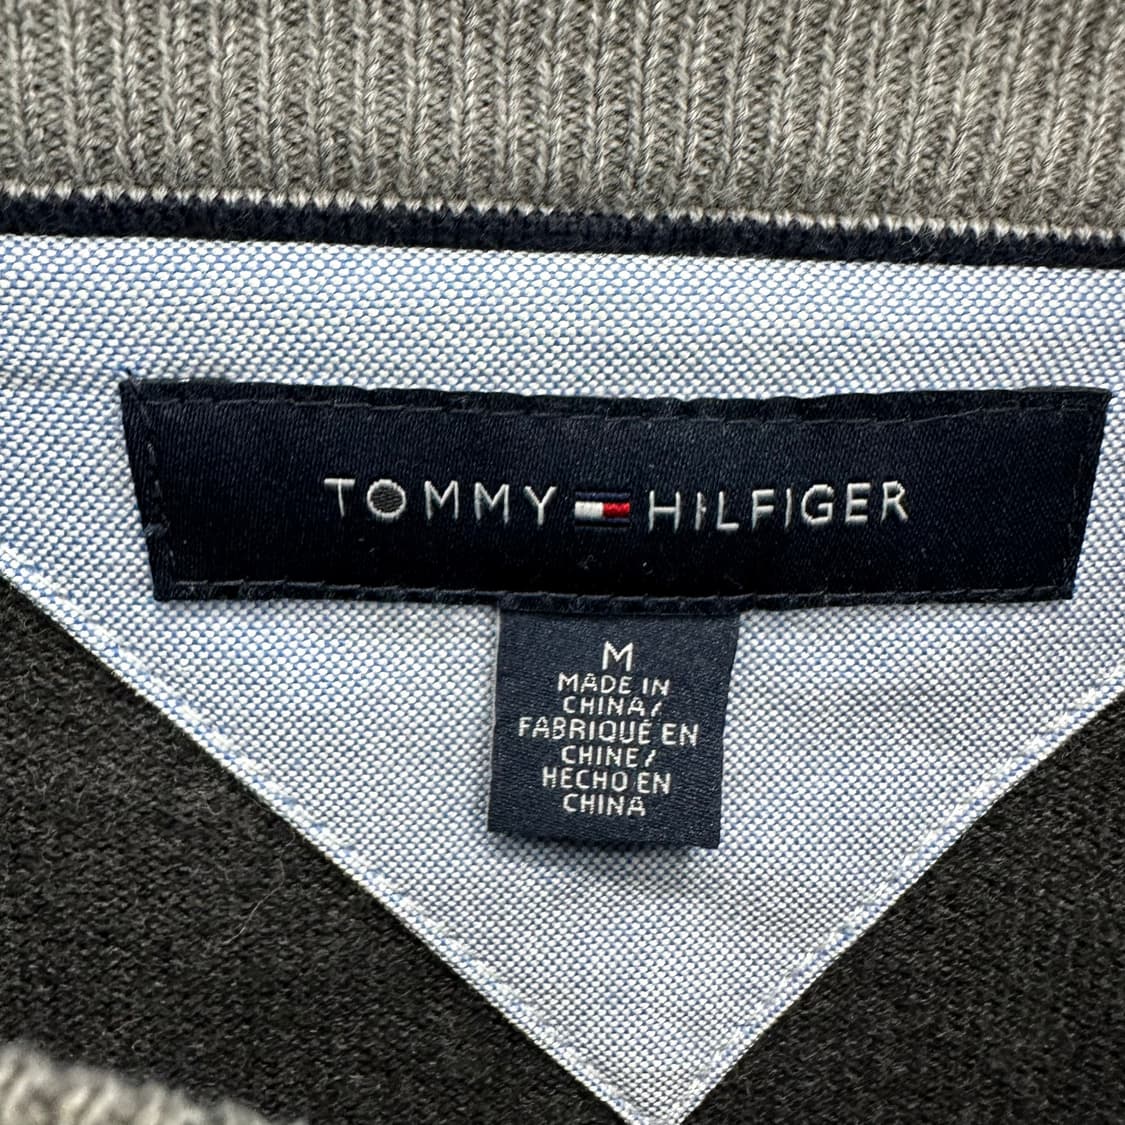 TOMMY HILFIGER
M
MADE IN
CHINA/
FABRIQUÉ EN
CHINE/
HECHO EN
CHINA